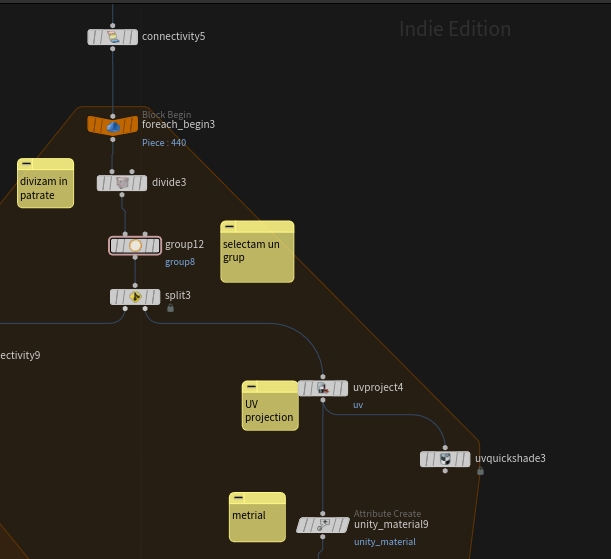 Indie Edition
connectivity5
Block Begin
foreach_begin3
Piece : 440
divizam in
patrate
divide3
group12
group8
selectam un
grup
split3
ectivity9
uvproject4
uv
UV
projection
uvquickshade3
metrial
Attribute Create
unity_material9
unity_material